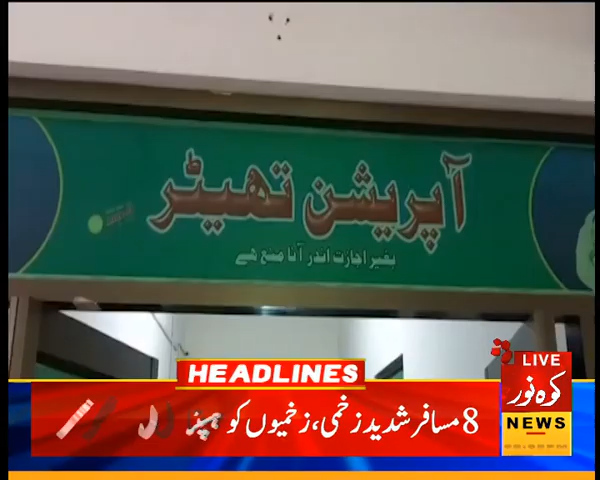 آپریشن تھیٹر
بغیر اجازت اندر آنا منع ہے
HEADLINES
8 مسافر شدید زخمی، زخمیوں کو
LIVE
کوہ نور
NEWS